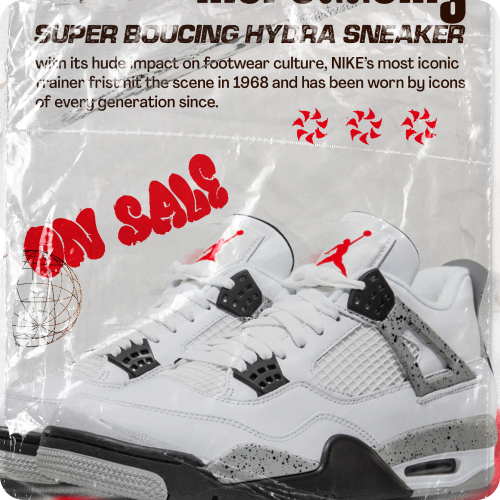 SUPER BOUCING HYDRA SNEAKER
with its hude impact on footwear culture, NIKE's most iconic
trainer frist hit the scene in 1968 and has been worn by icons
of every generation since.
ON SALE